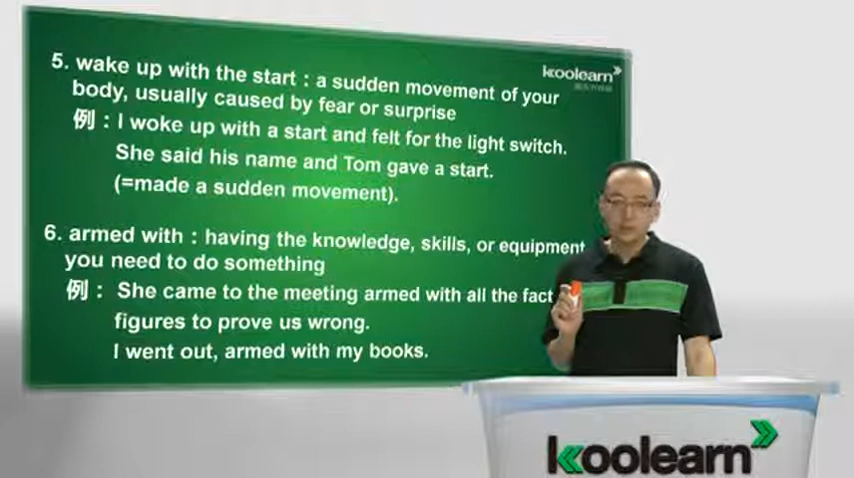 koolearn
5. wake up with the start : a sudden movement of your
body, usually caused by fear or surprise
例：I woke up with a start and felt for the light switch.
She said his name and Tom gave a start.
(=made a sudden movement).
6. armed with : having the knowledge, skills, or equipment
you need to do something
例： She came to the meeting armed with all the fact
figures to prove us wrong.
I went out, armed with my books.
koolearn